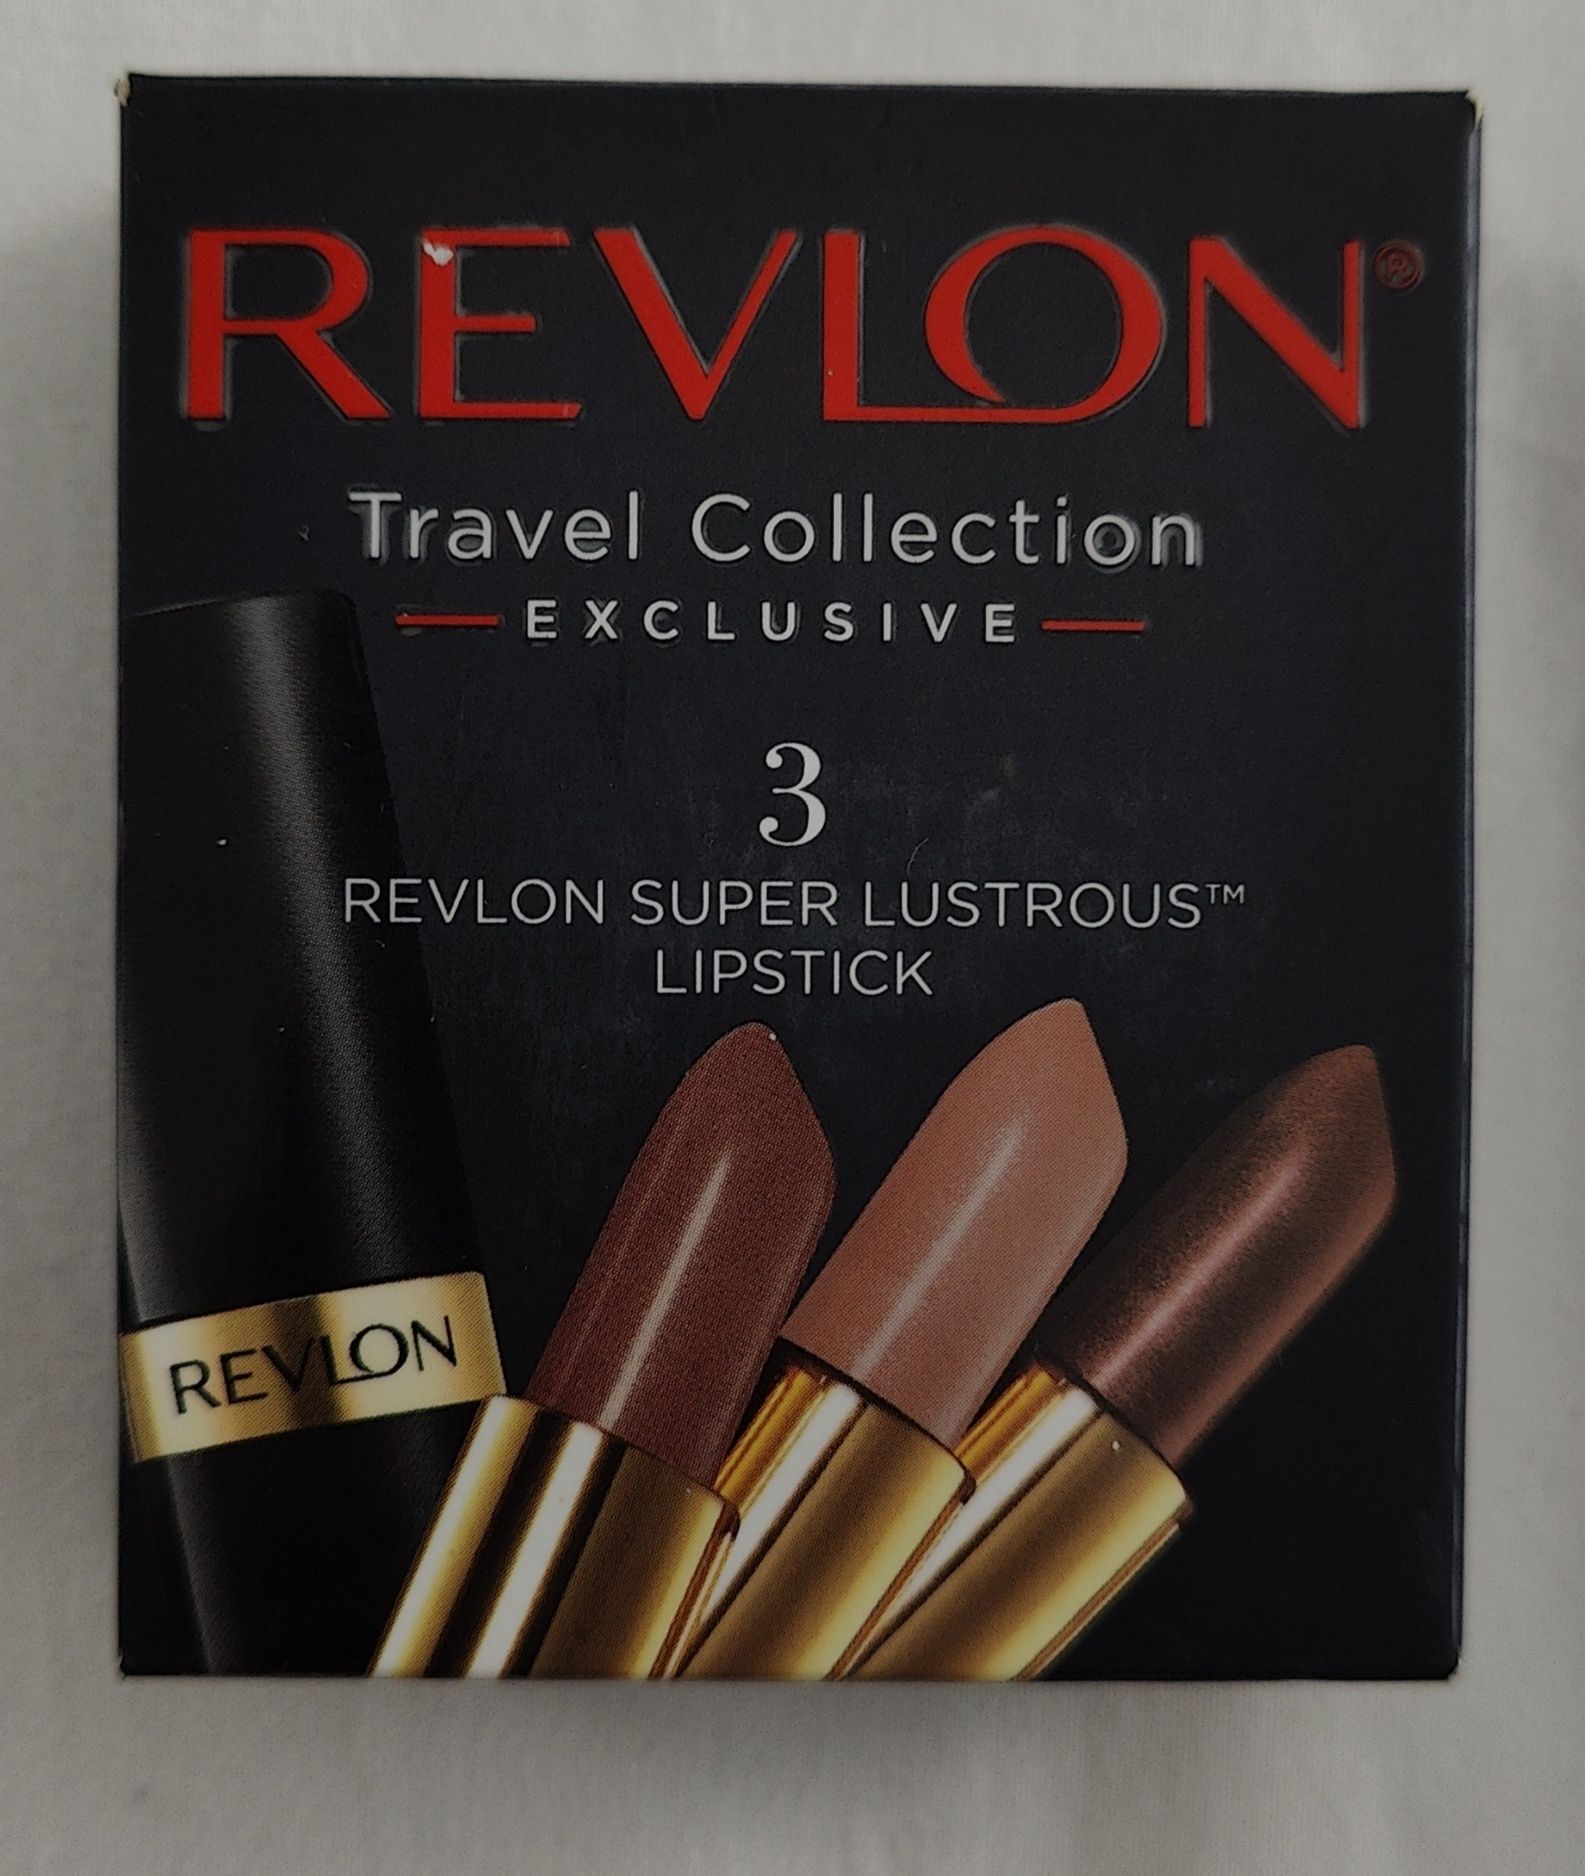 REVLON®
Travel Collection
EXCLUSIVE
3
REVLON SUPER LUSTROUS™
LIPSTICK
REVLON